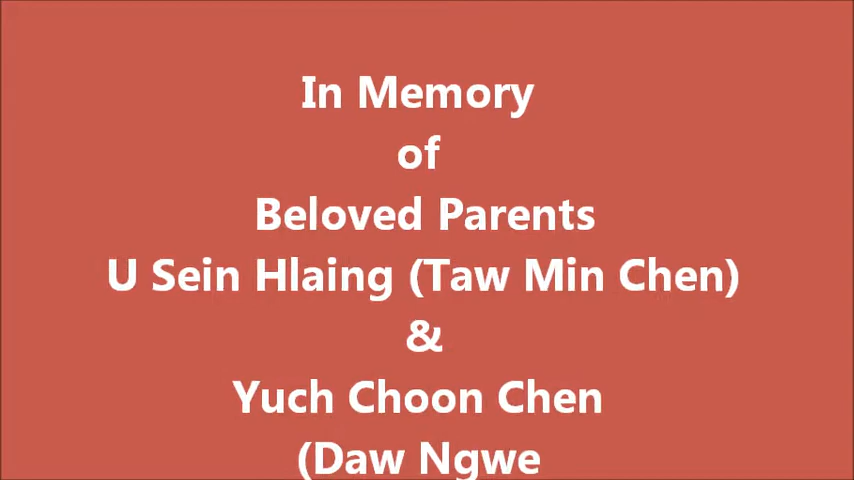 In Memory
of
Beloved Parents
U Sein Hlaing (Taw Min Chen)
&
Yuch Choon Chen
(Daw Ngwe